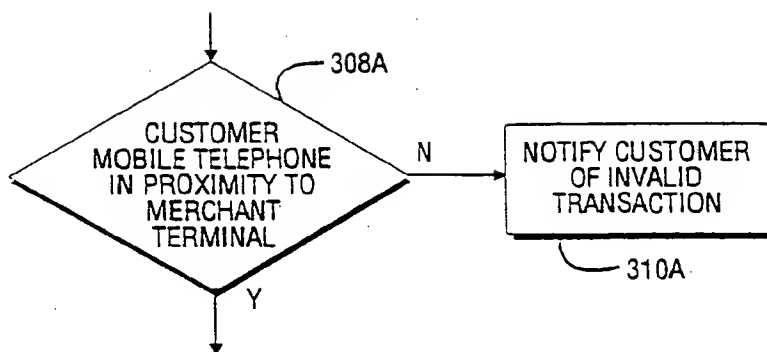 308A
CUSTOMER
MOBILE TELEPHONE
IN PROXIMITY TO
MERCHANT
TERMINAL
N
NOTIFY CUSTOMER
OF INVALID
TRANSACTION
310A
Y